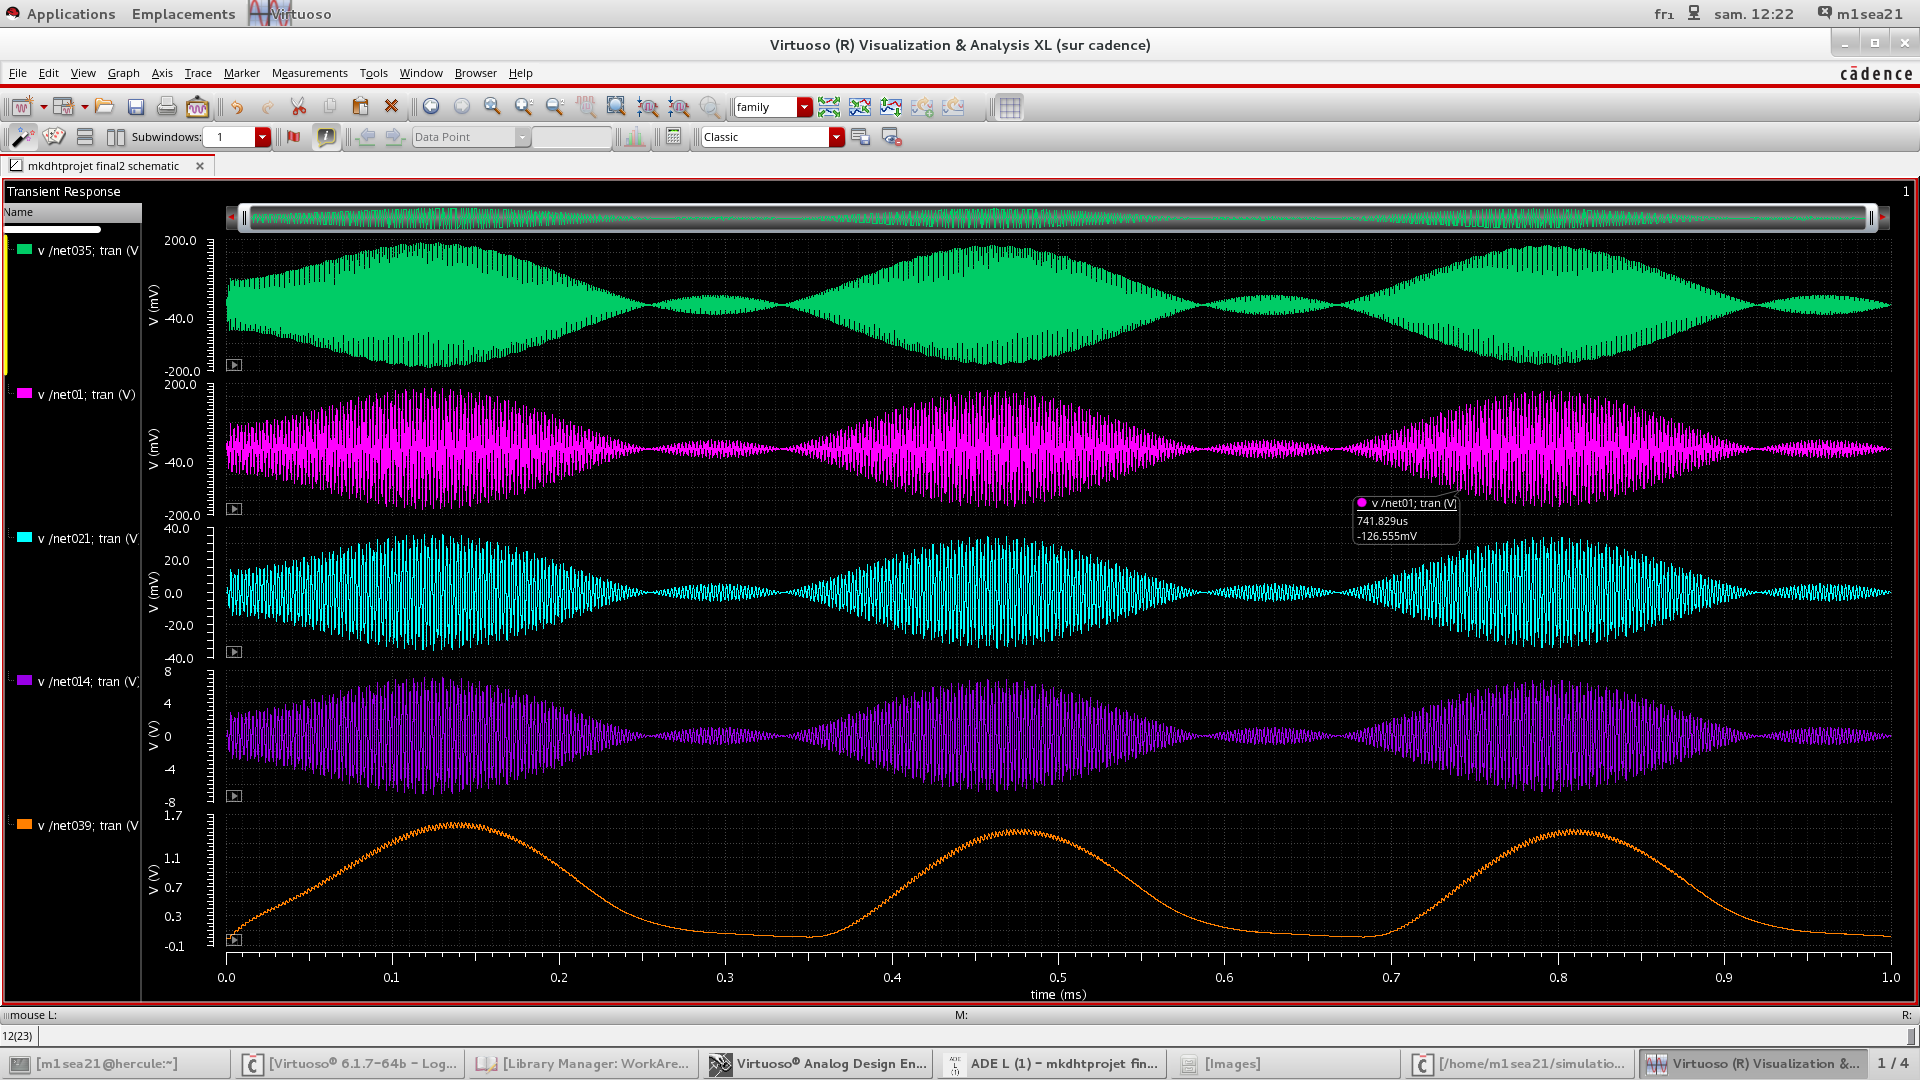 Applications Emplacements Virtuoso fr₁ sam. 12:22 m1sea21
Virtuoso (R) Visualization & Analysis XL (sur cadence)
File Edit View Graph Axis Trace Marker Measurements Tools Window Browser Help cādence
family
Subwindows: 1 Data Point Classic
mkdhtprojet final2 schematic
Transient Response 1
Name
v /net035; tran (V
200.0
V (mV)
-40.0
-200.0
v /net01; tran (V)
200.0
V (mV)
-40.0
-200.0
v /net01; tran (V)
741.829us
-126.555mV
v /net021; tran (V
40.0
20.0
V (mV)
0.0
-20.0
-40.0
v /net014; tran (V)
8
4
V (V)
0
-4
-8
v /net039; tran (V
1.7
1.1
V (V)
0.7
0.3
-0.1
0.0 0.1 0.2 0.3 0.4 0.5 0.6 0.7 0.8 0.9 1.0
time (ms)
mouse L: M: R:
12(23)
[m1sea21@hercule:~] [Virtuoso® 6.1.7-64b - Log... [Library Manager: WorkAre... Virtuoso® Analog Design En... ADE L (1) - mkdhtprojet fin... [Images] [/home/m1sea21/simulatio... Virtuoso (R) Visualization &... 1 / 4